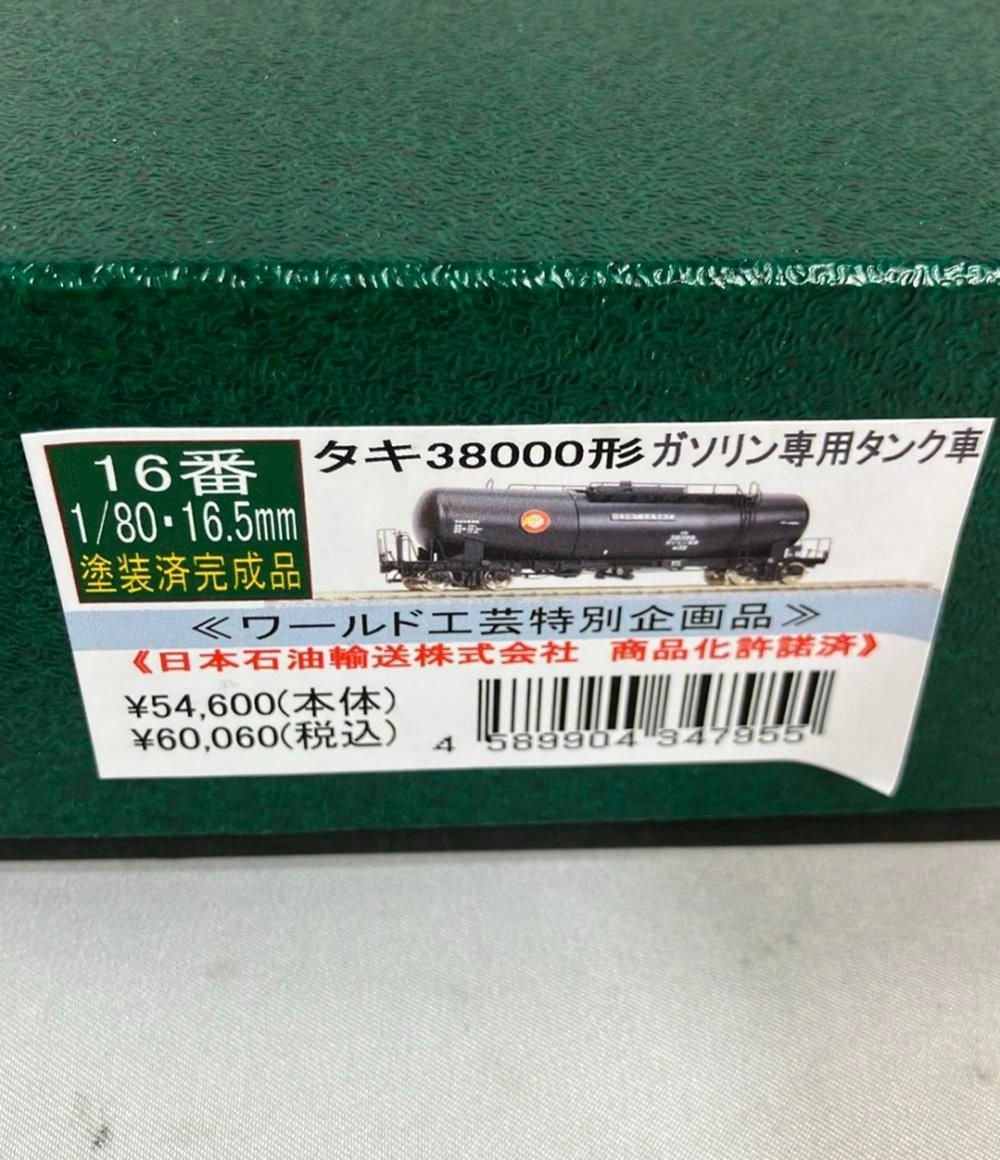 16番
1/80・16.5mm
塗装済完成品
タキ38000形 ガソリン専用タンク車
≪ワールド工芸特別企画品≫
《日本石油輸送株式会社 商品化許諾済》
¥54,600(本体)
¥60,060(税込)
4 589904 347955